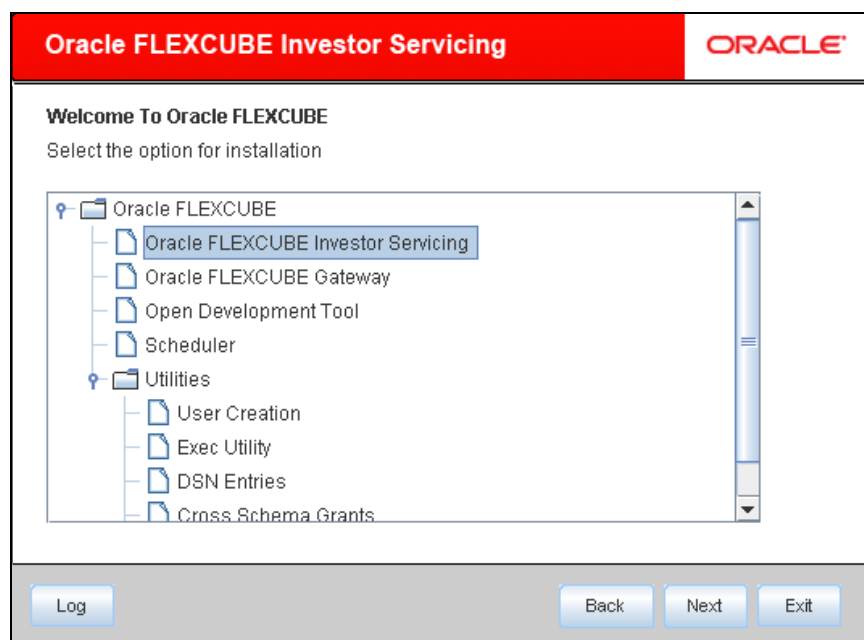 Oracle FLEXCUBE Investor Servicing
ORACLE
Welcome To Oracle FLEXCUBE
Select the option for installation
Oracle FLEXCUBE
Oracle FLEXCUBE Investor Servicing
Oracle FLEXCUBE Gateway
Open Development Tool
Scheduler
Utilities
User Creation
Exec Utility
DSN Entries
Cross Schema Grants
Log
Back
Next
Exit